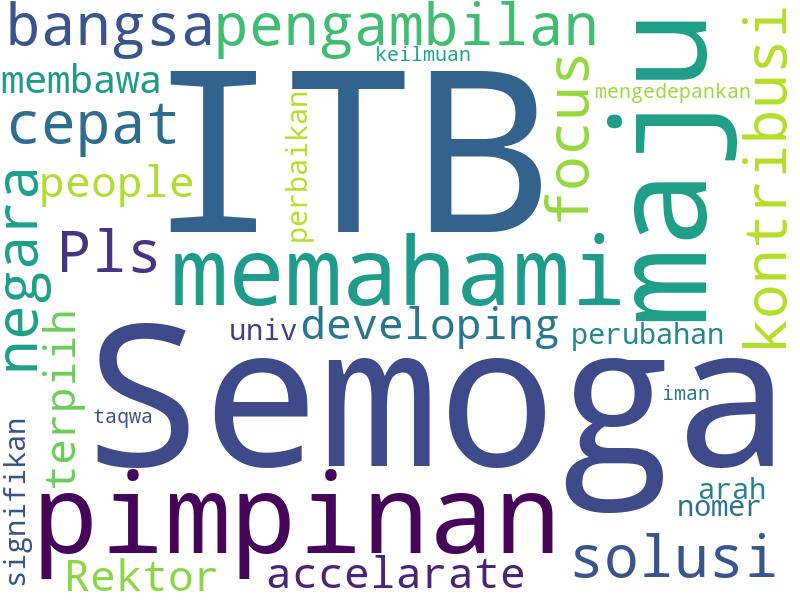 bangsa
pengambilan
keilmuan
membawa
ITB
maju
kontribusi
focus
mengedepankan
cepat
perbaikan
people
negara
Pls
memahami
developing
univ
perubahan
terpiih
Semoga
taqwa
iman
signifikan
pimpinan
arah
nomer
solusi
Rektor
accelarate